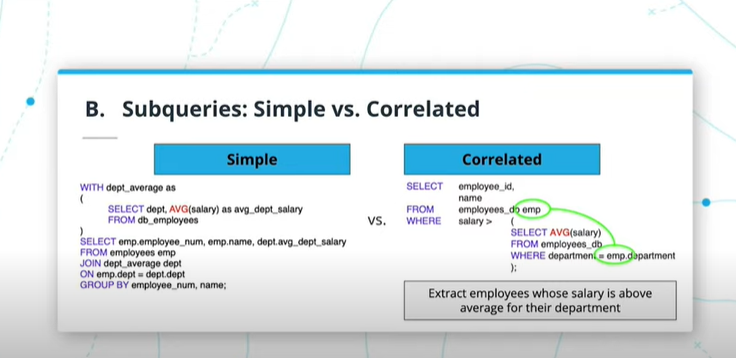 B. Subqueries: Simple vs. Correlated
Simple
WITH dept_average as
(
SELECT dept, AVG(salary) as avg_dept_salary
FROM db_employees
)
SELECT emp.employee_num, emp.name, dept.avg_dept_salary
FROM employees emp
JOIN dept_average dept
ON emp.dept = dept.dept
GROUP BY employee_num, name;
vs.
Correlated
SELECT employee_id,
name
FROM employees_db emp
WHERE salary > (
SELECT AVG(salary)
FROM employees_db
WHERE department = emp.department
);
Extract employees whose salary is above
average for their department